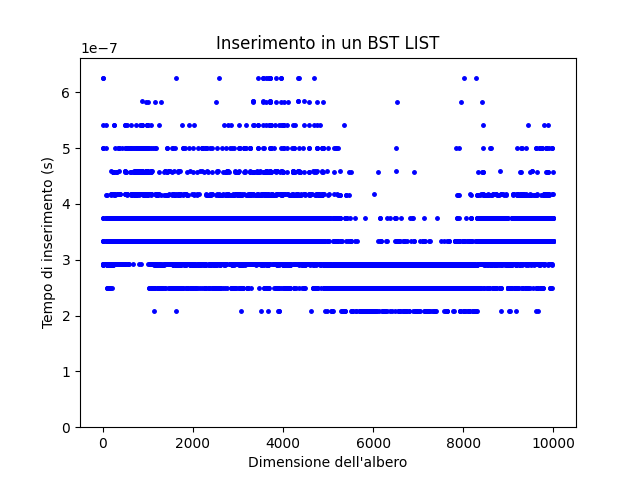 Inserimento in un BST LIST
1e−7
6
5
4
3
2
1
0
Tempo di inserimento (s)
0 2000 4000 6000 8000 10000
Dimensione dell'albero